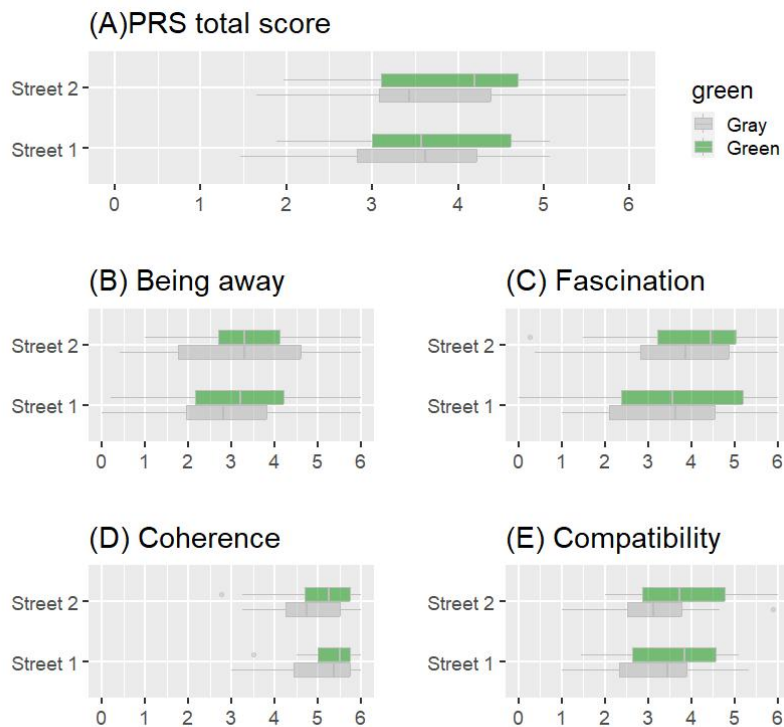 (A)PRS total score
Street 2
Street 1
0 1 2 3 4 5 6
green
Gray
Green
(B) Being away
Street 2
Street 1
0 1 2 3 4 5 6
(C) Fascination
Street 2
Street 1
0 1 2 3 4 5 6
(D) Coherence
Street 2
Street 1
0 1 2 3 4 5 6
(E) Compatibility
Street 2
Street 1
0 1 2 3 4 5 6